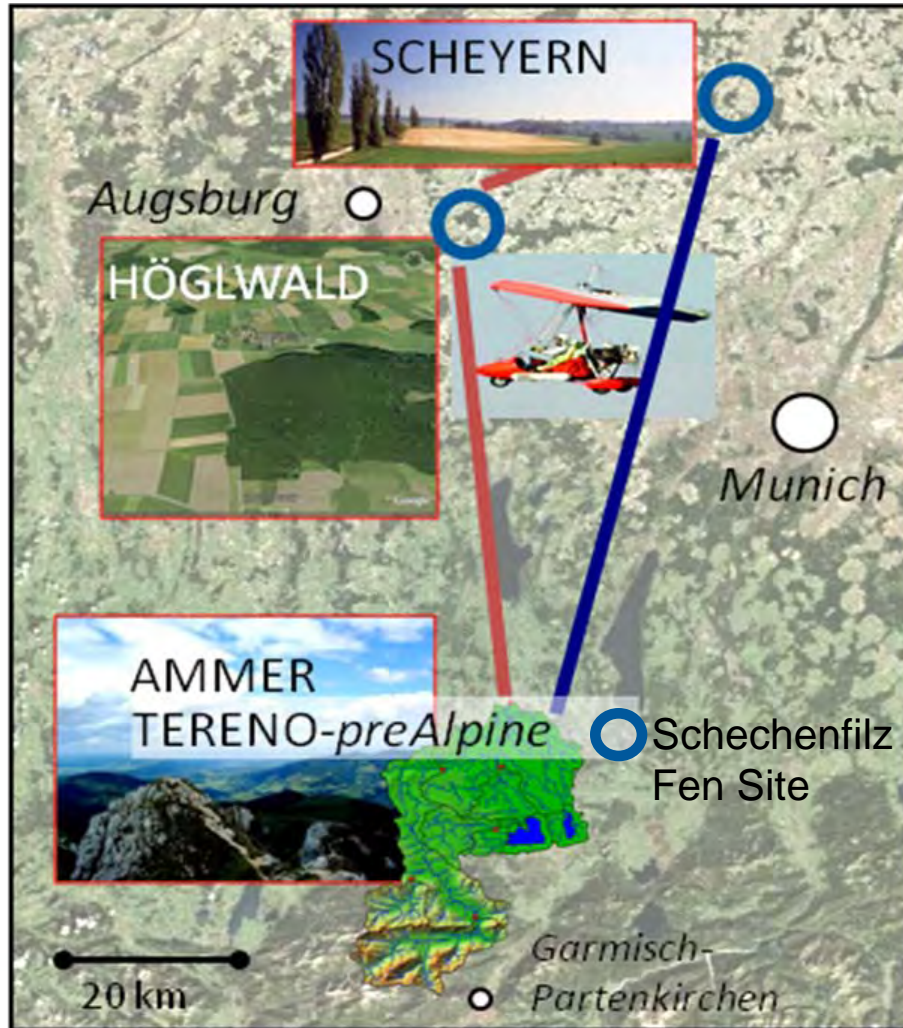 SCHEYERN
Augsburg
HÖGLWALD
Munich
AMMER
TERENO-preAlpine
Schechenfilz
Fen Site
20 km
Garmisch-
Partenkirchen